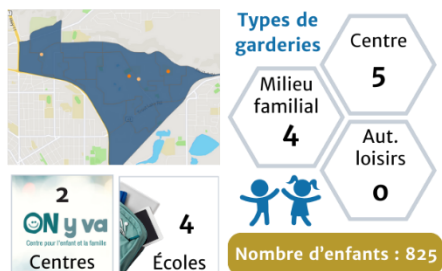 Types de
garderies
Centre
5
Milieu
familial
4
Aut.
loisirs
0
2
ON y va
Centre pour l'enfant et la famille
Centres
4
Écoles
Nombre d'enfants : 825